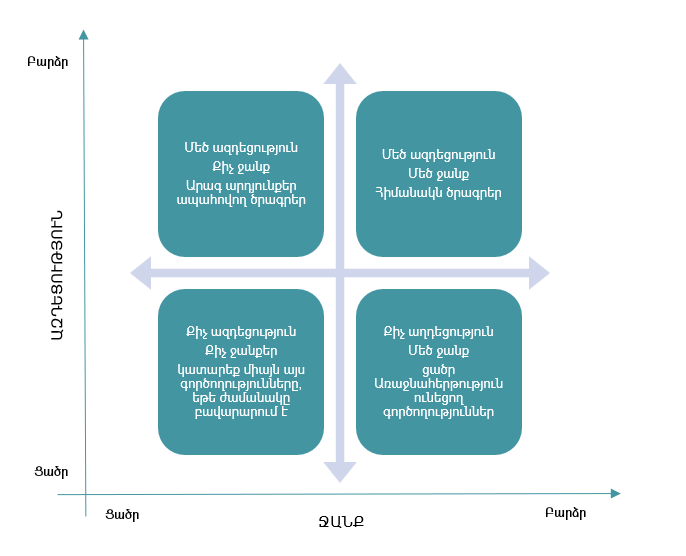 Բարձր
Մեծ ազդեցություն
Քիչ ջանք
Արագ արդյունքեր
ապահովող ծրագրեր
Մեծ ազդեցություն
Մեծ ջանք
Հիմանակն ծրագրեր
ԱԶԴԵՑՈՒԹՅՈՒՆ
Քիչ ազդեցություն
Քիչ ջանքեր
կատարեք միայն այս
գործողությունները,
եթե ժամանակը
բավարարում է
Քիչ աղդեցություն
Մեծ ջանք
ցածր
Առաջնահերթություն
ունեցող
գործողություններ
Ցածր
Ցածր
ՋԱՆՔ
Բարձր